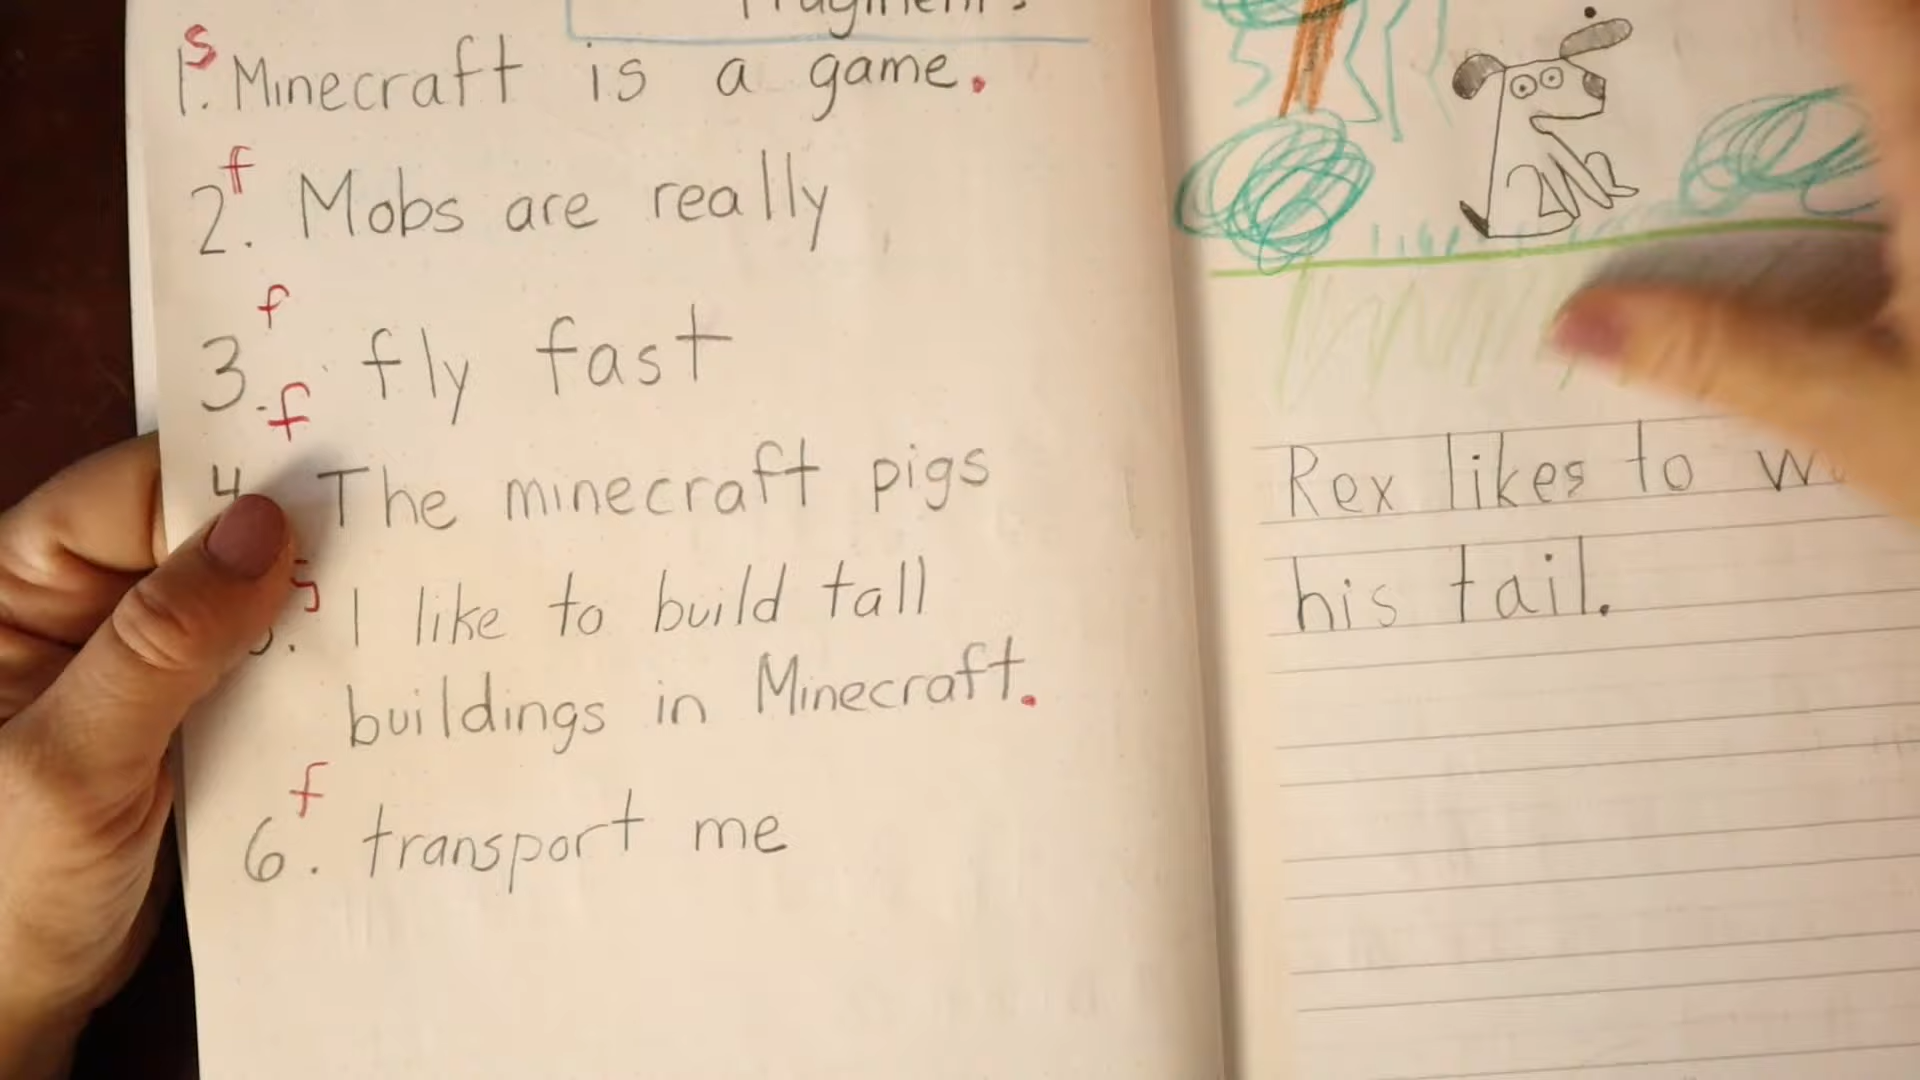 Fragments
s
1. Minecraft is a game.
f
2. Mobs are really
f
3. fly fast
f
4. The minecraft pigs
s
I like to build tall
buildings in Minecraft.
f
6. transport me
Rex likes to
his tail.